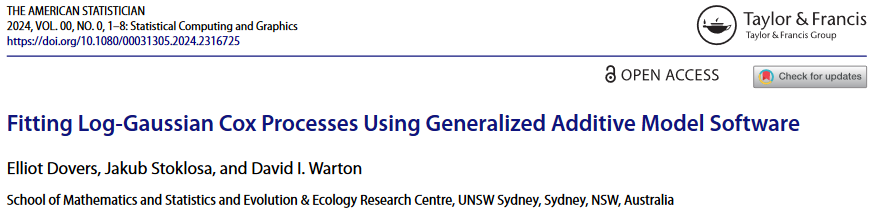 THE AMERICAN STATISTICIAN
2024, VOL. 00, NO. 0, 1–8: Statistical Computing and Graphics
https://doi.org/10.1080/00031305.2024.2316725
Taylor & Francis
Taylor & Francis Group
OPEN ACCESS
Check for updates
Fitting Log-Gaussian Cox Processes Using Generalized Additive Model Software
Elliot Dovers, Jakub Stoklosa, and David I. Warton
School of Mathematics and Statistics and Evolution & Ecology Research Centre, UNSW Sydney, Sydney, NSW, Australia